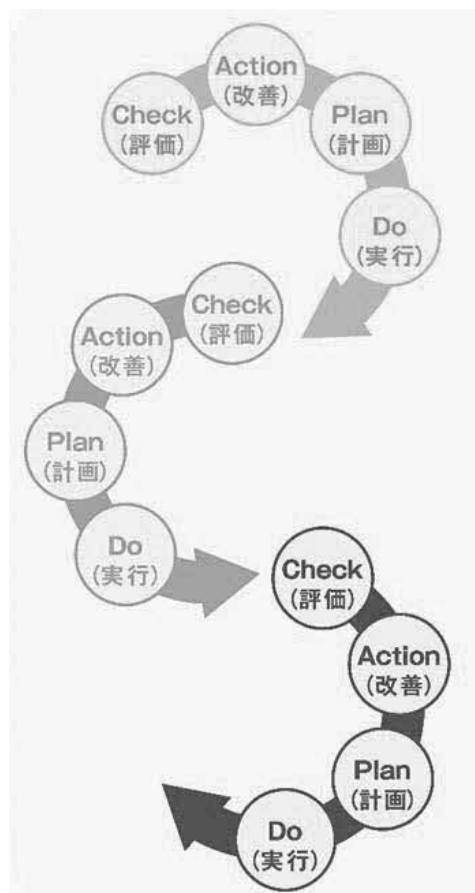 Check
(評価)
Action
(改善)
Plan
(計画)
Do
(実行)
Check
(評価)
Action
(改善)
Plan
(計画)
Do
(実行)
Check
(評価)
Action
(改善)
Plan
(計画)
Do
(実行)